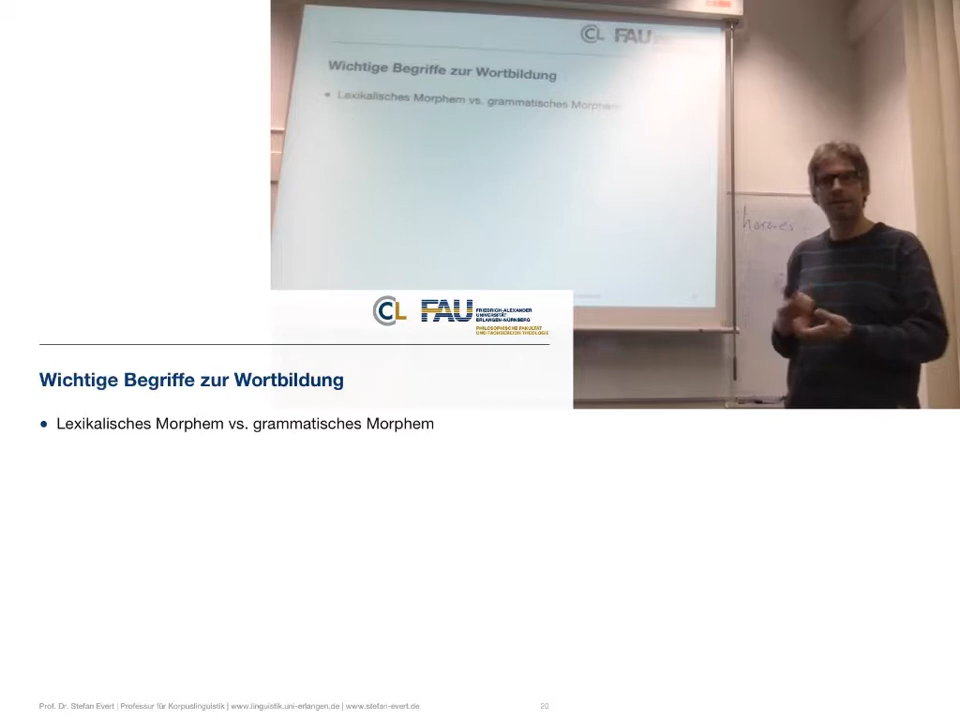 CL FAU
Wichtige Begriffe zur Wortbildung
• Lexikalisches Morphem vs. grammatisches Morphem
CL FAU FRIEDRICH-ALEXANDER
UNIVERSITÄT
ERLANGEN-NÜRNBERG
PHILOSOPHISCHE FAKULTÄT
UND FACHBEREICH THEOLOGIE
Wichtige Begriffe zur Wortbildung
• Lexikalisches Morphem vs. grammatisches Morphem
Prof. Dr. Stefan Evert | Professur für Korpuslinguistik | www.linguistik.uni-erlangen.de | www.stefan-evert.de 20